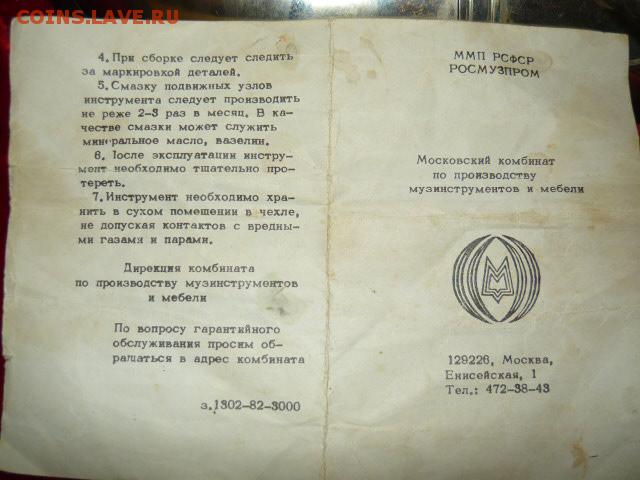 COINS.LAVE.RU
4. При сборке следует следить
за маркировкой деталей.
5. Смазку подвижных узлов
инструмента следует производить
не реже 2-3 раз в месяц. В ка-
честве смазки может служить
минеральное масло, вазелин.
6. После эксплуатации инстру-
мент необходимо тщательно про-
тереть.
7. Инструмент необходимо хра-
нить в сухом помещении в чехле,
не допуская контактов с вредны-
ми газами и парами.
Дирекция комбината
по производству музинструментов
и мебели
По вопросу гарантийного
обслуживания просим об-
ращаться в адрес комбината
з.1302-82-3000
ММП РСФСР
РОСМУЗПРОМ
Московский комбинат
по производству
музинструментов и мебели
129226, Москва,
Енисейская, 1
Тел.: 472-38-43